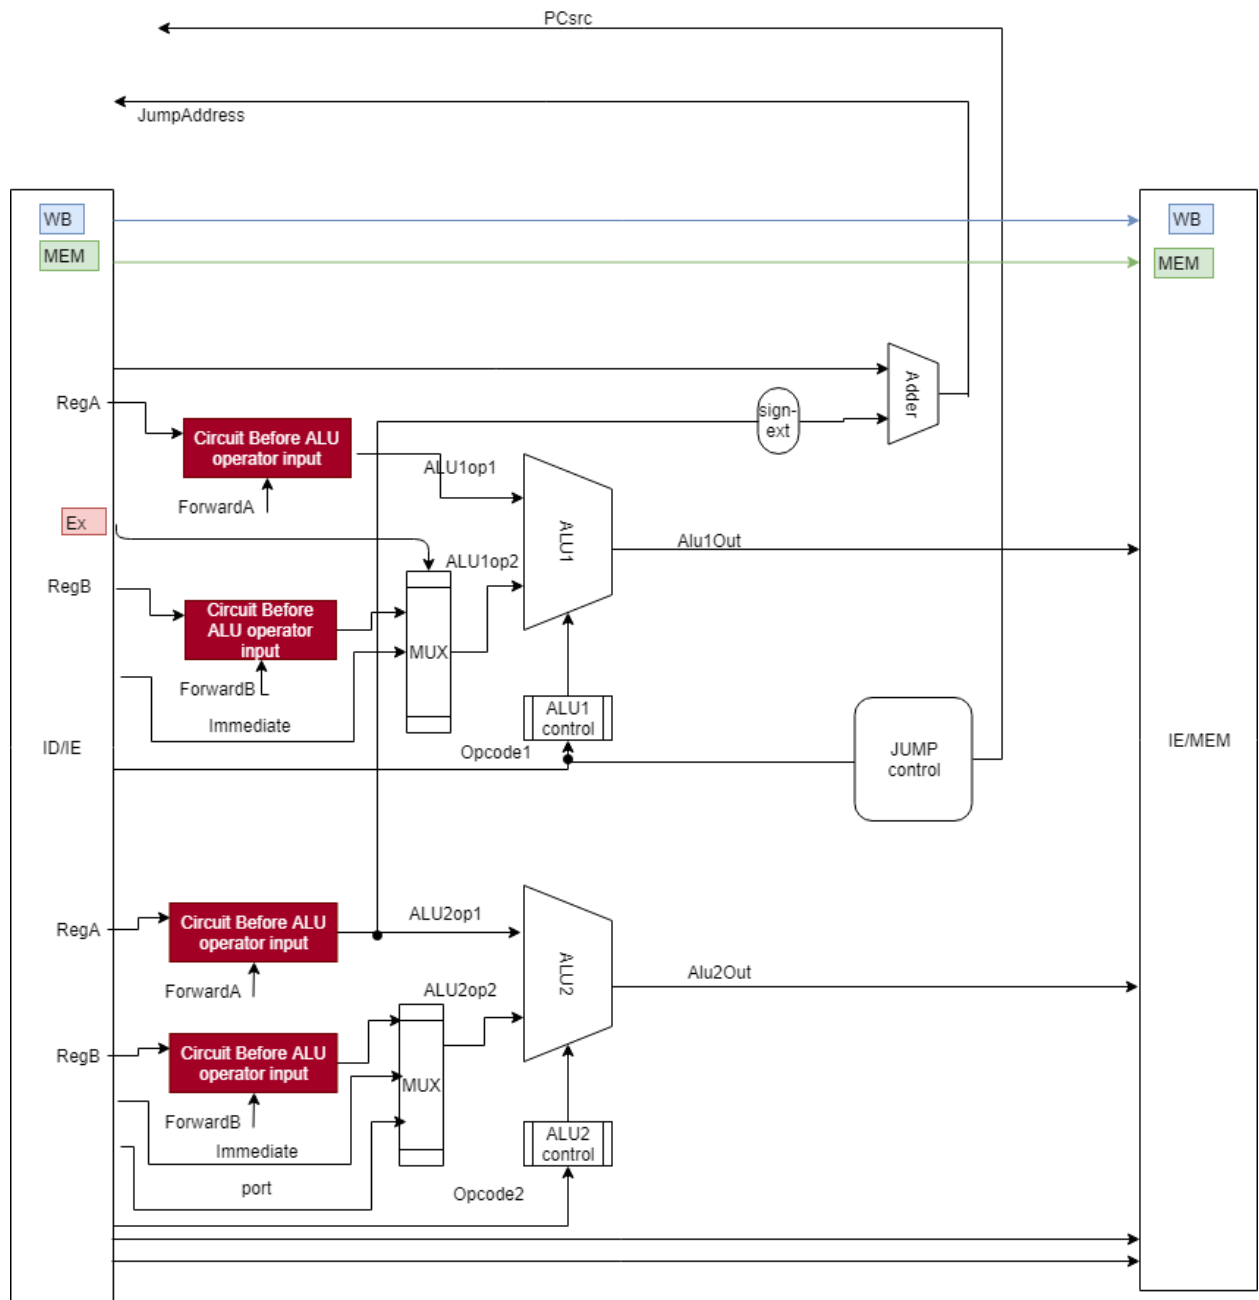 PCsrc
JumpAddress
WB
WB
MEM
MEM
Adder
RegA
sign-
ext
Circuit Before ALU
operator input
ALU1op1
ForwardA
Ex
ALU1
Alu1Out
ALU1op2
RegB
Circuit Before
ALU operator
input
MUX
ForwardB
Immediate
ALU1
control
Opcode1
ID/IE
JUMP
control
IE/MEM
RegA
Circuit Before ALU
operator input
ALU2op1
ALU2
Alu2Out
ForwardA
ALU2op2
RegB
Circuit Before ALU
operator input
MUX
ForwardB
Immediate
ALU2
control
port
Opcode2